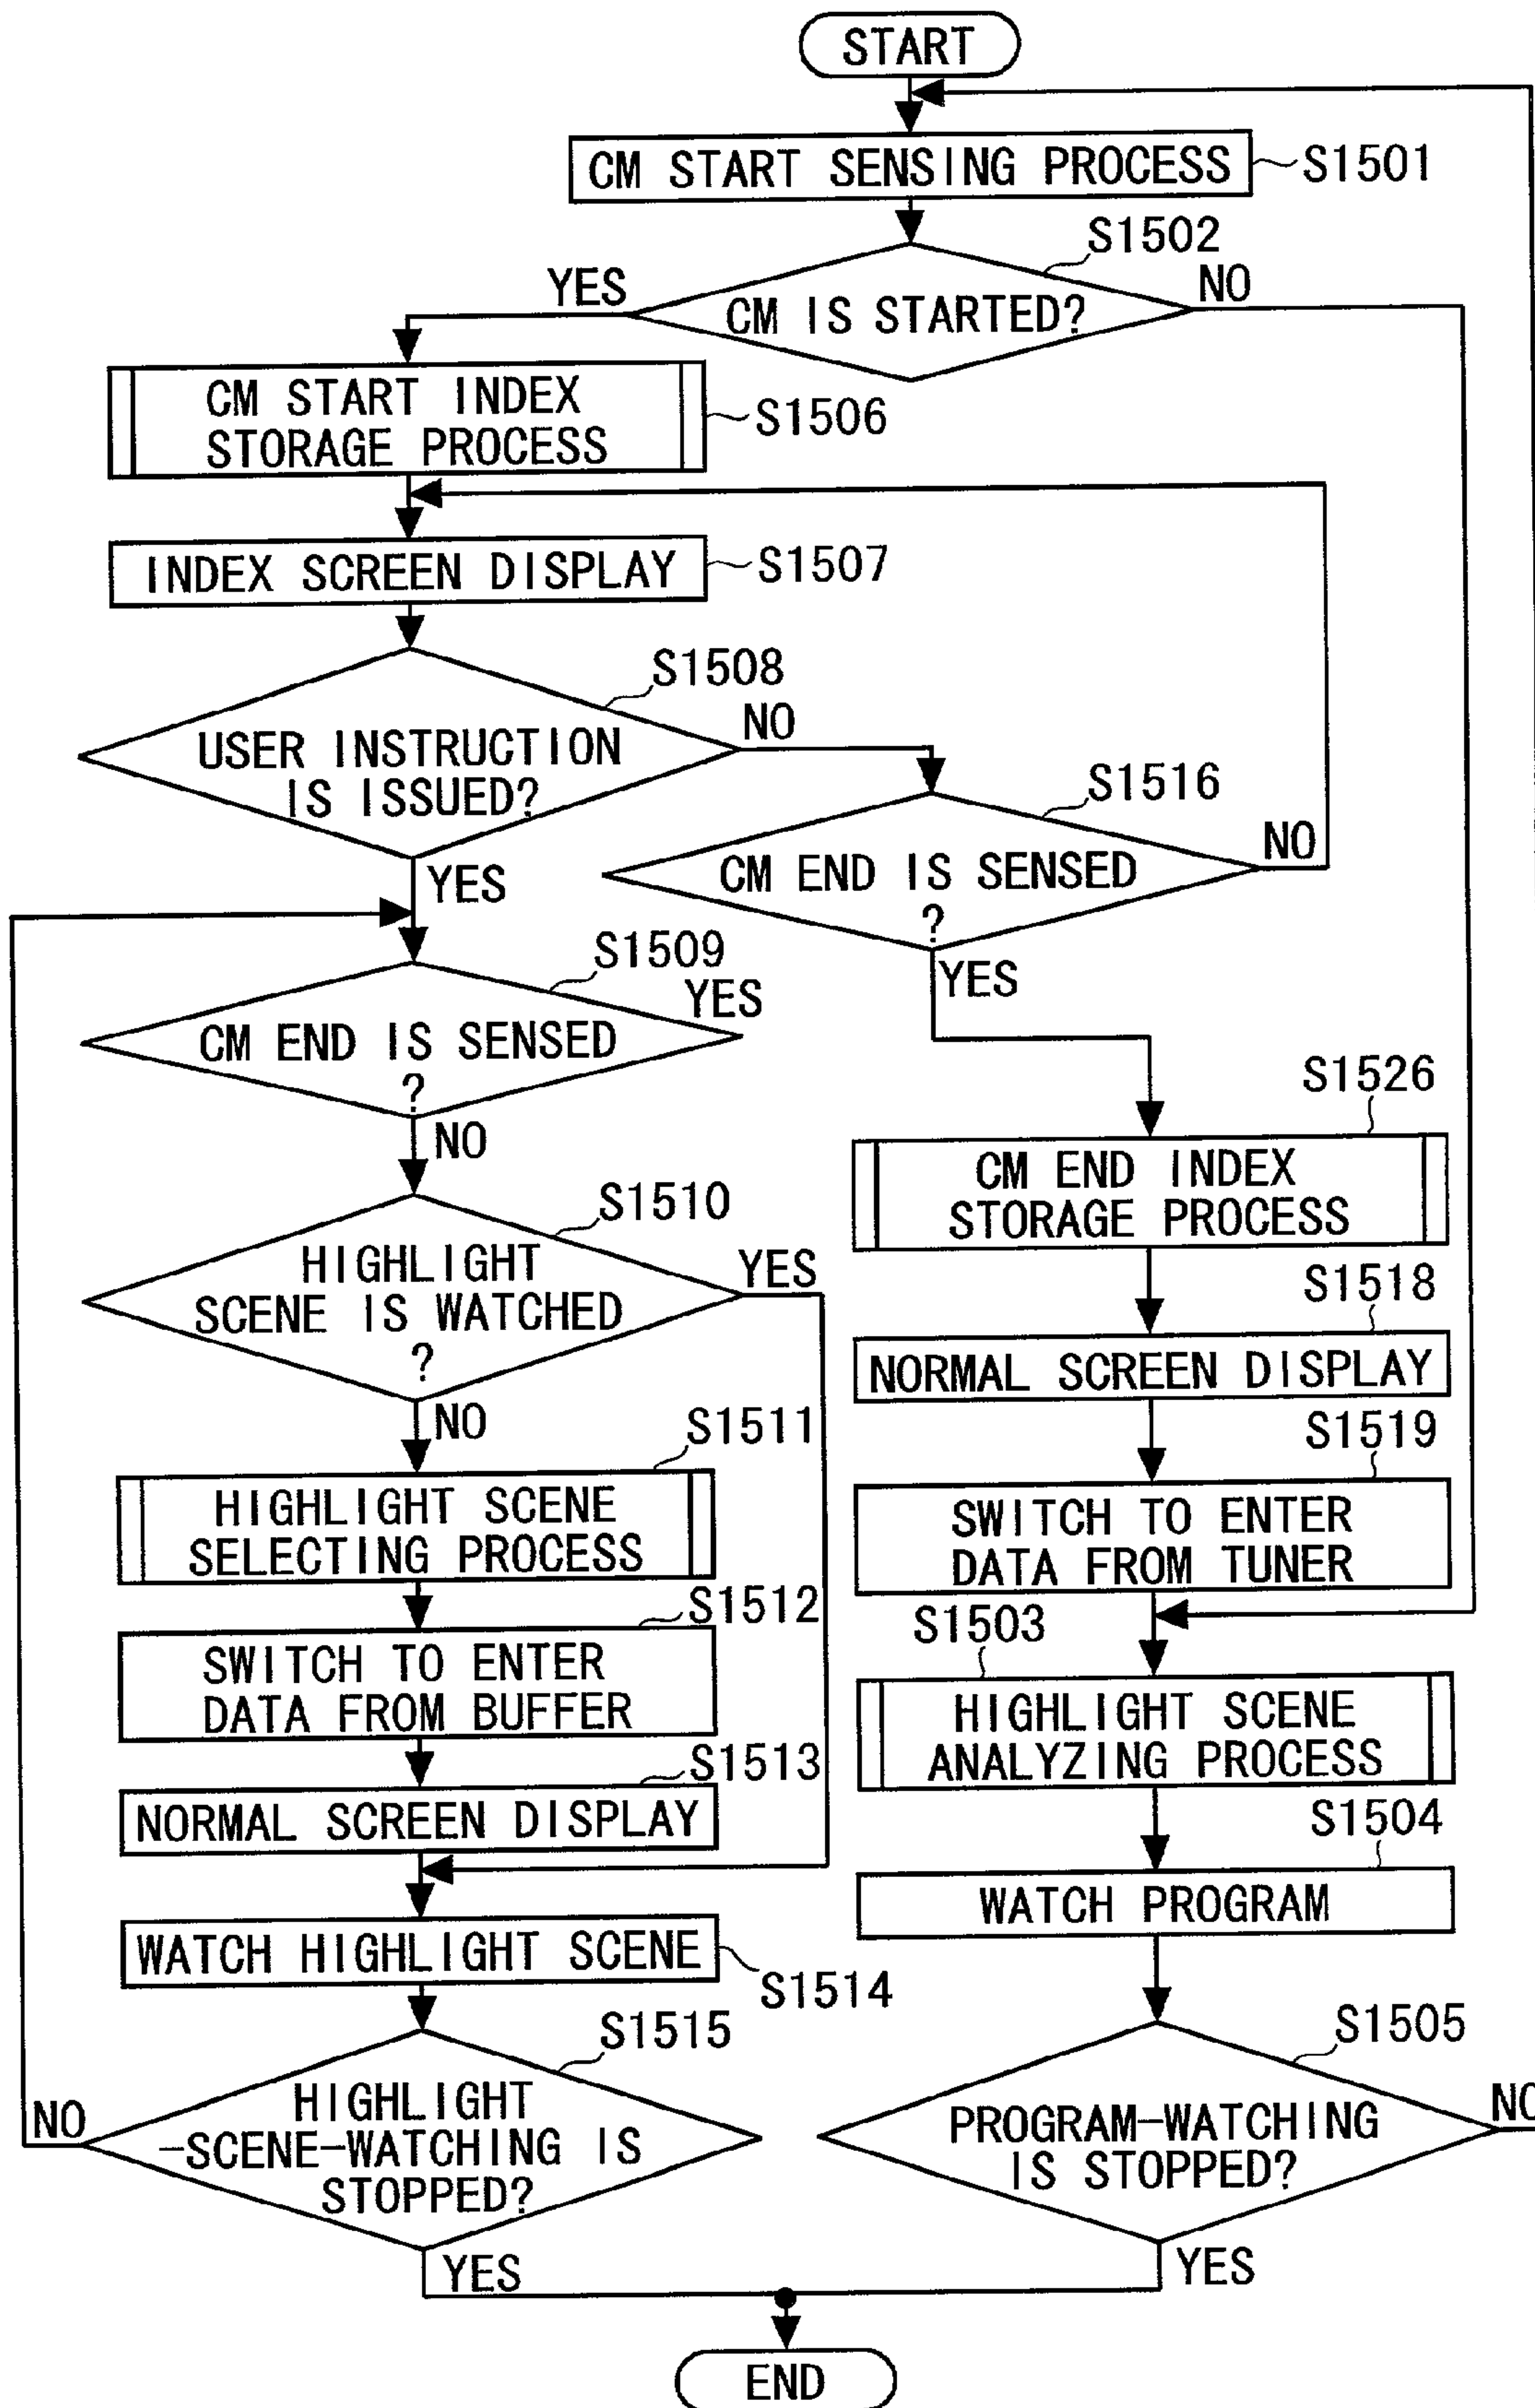 START
CM START SENSING PROCESS
S1501
S1502
YES
NO
CM IS STARTED?
CM START INDEX
STORAGE PROCESS
S1506
INDEX SCREEN DISPLAY
S1507
S1508
NO
USER INSTRUCTION
IS ISSUED?
YES
S1516
NO
CM END IS SENSED
?
YES
S1509
YES
CM END IS SENSED
?
NO
S1526
CM END INDEX
STORAGE PROCESS
S1510
HIGHLIGHT
SCENE IS WATCHED
?
YES
NO
S1518
NORMAL SCREEN DISPLAY
S1511
HIGHLIGHT SCENE
SELECTING PROCESS
S1519
SWITCH TO ENTER
DATA FROM TUNER
S1512
SWITCH TO ENTER
DATA FROM BUFFER
S1503
HIGHLIGHT SCENE
ANALYZING PROCESS
S1513
NORMAL SCREEN DISPLAY
S1504
WATCH PROGRAM
WATCH HIGHLIGHT SCENE
S1514
S1515
HIGHLIGHT
-SCENE-WATCHING IS
STOPPED?
NO
YES
S1505
PROGRAM-WATCHING
IS STOPPED?
NO
YES
END